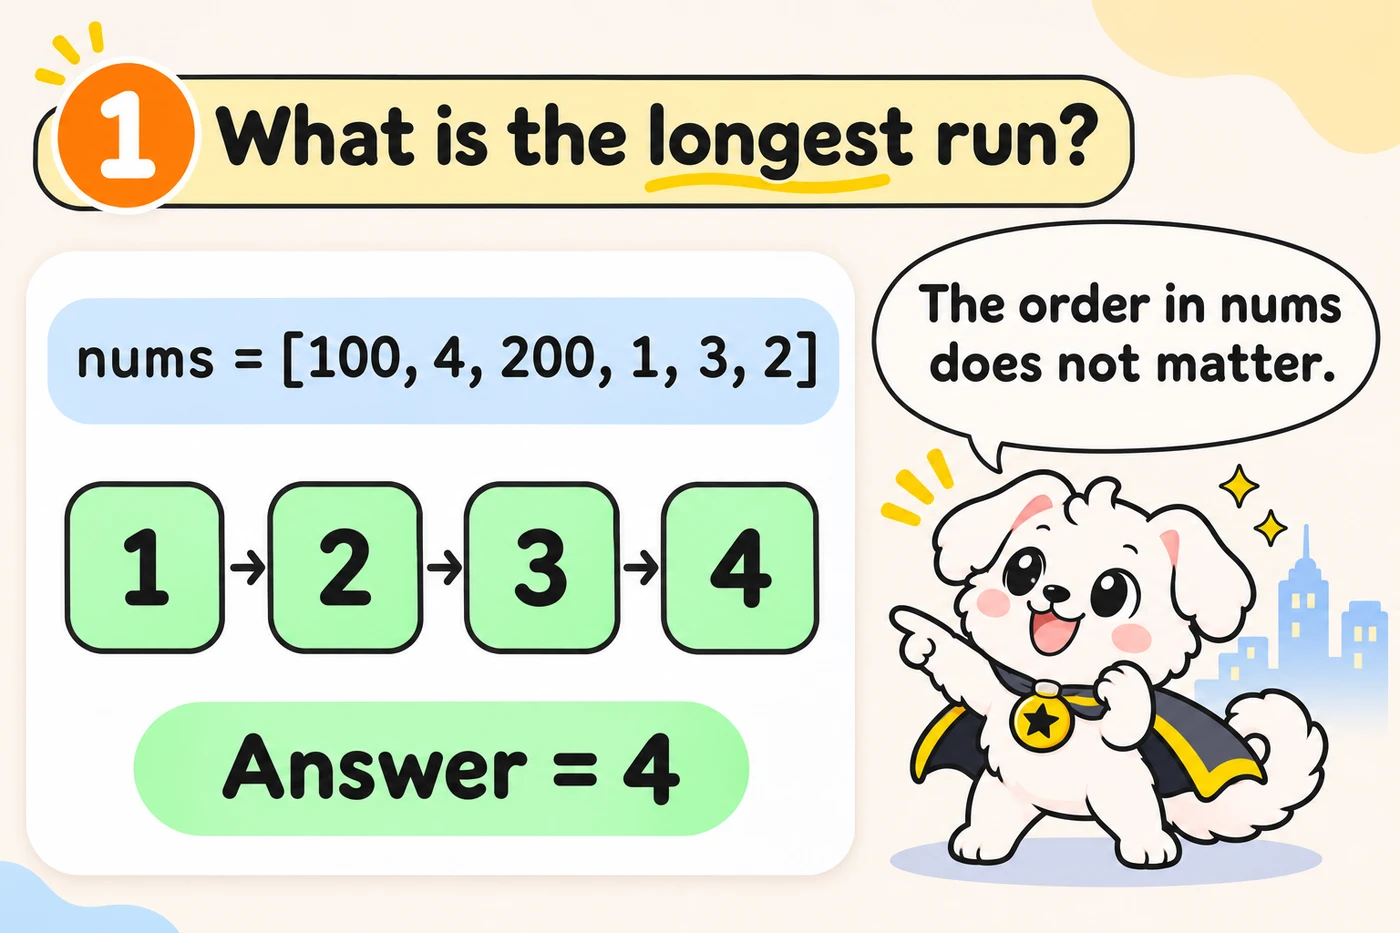 1 What is the longest run?
nums = [100, 4, 200, 1, 3, 2]
1 → 2 → 3 → 4
Answer = 4
The order in nums
does not matter.